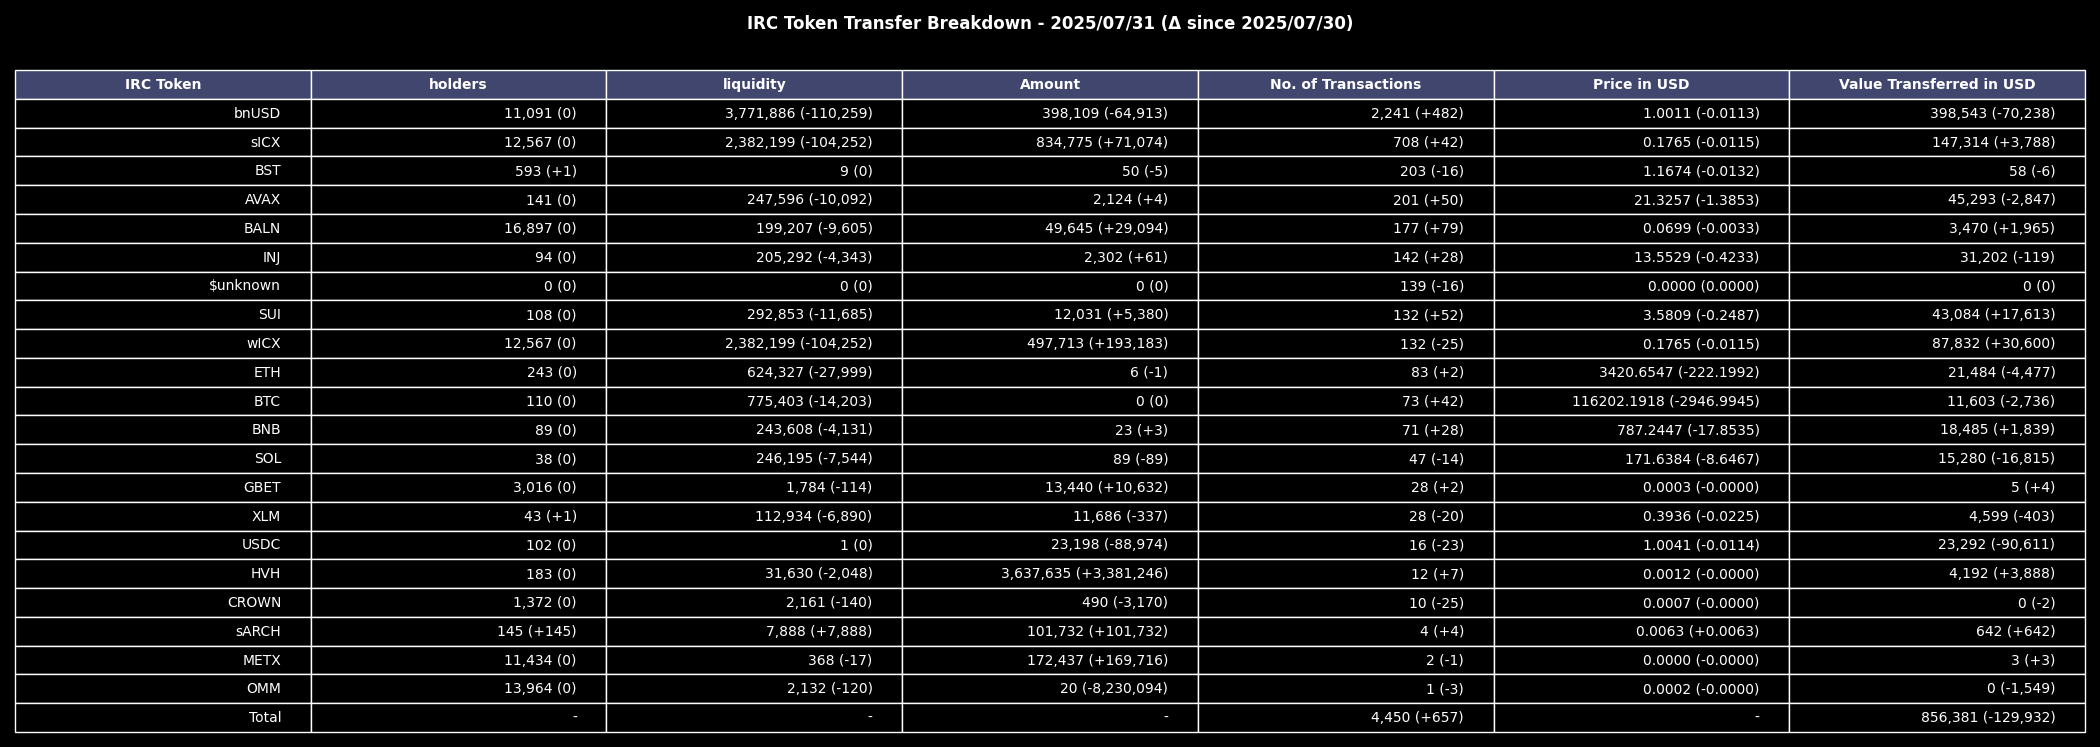 IRC Token Transfer Breakdown - 2025/07/31 (Δ since 2025/07/30)
IRC Token holders liquidity Amount No. of Transactions Price in USD Value Transferred in USD
bnUSD 11,091 (0) 3,771,886 (-110,259) 398,109 (-64,913) 2,241 (+482) 1.0011 (-0.0113) 398,543 (-70,238)
sICX 12,567 (0) 2,382,199 (-104,252) 834,775 (+71,074) 708 (+42) 0.1765 (-0.0115) 147,314 (+3,788)
BST 593 (+1) 9 (0) 50 (-5) 203 (-16) 1.1674 (-0.0132) 58 (-6)
AVAX 141 (0) 247,596 (-10,092) 2,124 (+4) 201 (+50) 21.3257 (-1.3853) 45,293 (-2,847)
BALN 16,897 (0) 199,207 (-9,605) 49,645 (+29,094) 177 (+79) 0.0699 (-0.0033) 3,470 (+1,965)
INJ 94 (0) 205,292 (-4,343) 2,302 (+61) 142 (+28) 13.5529 (-0.4233) 31,202 (-119)
$unknown 0 (0) 0 (0) 0 (0) 139 (-16) 0.0000 (0.0000) 0 (0)
SUI 108 (0) 292,853 (-11,685) 12,031 (+5,380) 132 (+52) 3.5809 (-0.2487) 43,084 (+17,613)
wICX 12,567 (0) 2,382,199 (-104,252) 497,713 (+193,183) 132 (-25) 0.1765 (-0.0115) 87,832 (+30,600)
ETH 243 (0) 624,327 (-27,999) 6 (-1) 83 (+2) 3420.6547 (-222.1992) 21,484 (-4,477)
BTC 110 (0) 775,403 (-14,203) 0 (0) 73 (+42) 116202.1918 (-2946.9945) 11,603 (-2,736)
BNB 89 (0) 243,608 (-4,131) 23 (+3) 71 (+28) 787.2447 (-17.8535) 18,485 (+1,839)
SOL 38 (0) 246,195 (-7,544) 89 (-89) 47 (-14) 171.6384 (-8.6467) 15,280 (-16,815)
GBET 3,016 (0) 1,784 (-114) 13,440 (+10,632) 28 (+2) 0.0003 (-0.0000) 5 (+4)
XLM 43 (+1) 112,934 (-6,890) 11,686 (-337) 28 (-20) 0.3936 (-0.0225) 4,599 (-403)
USDC 102 (0) 1 (0) 23,198 (-88,974) 16 (-23) 1.0041 (-0.0114) 23,292 (-90,611)
HVH 183 (0) 31,630 (-2,048) 3,637,635 (+3,381,246) 12 (+7) 0.0012 (-0.0000) 4,192 (+3,888)
CROWN 1,372 (0) 2,161 (-140) 490 (-3,170) 10 (-25) 0.0007 (-0.0000) 0 (-2)
sARCH 145 (+145) 7,888 (+7,888) 101,732 (+101,732) 4 (+4) 0.0063 (+0.0063) 642 (+642)
METX 11,434 (0) 368 (-17) 172,437 (+169,716) 2 (-1) 0.0000 (-0.0000) 3 (+3)
OMM 13,964 (0) 2,132 (-120) 20 (-8,230,094) 1 (-3) 0.0002 (-0.0000) 0 (-1,549)
Total - - - 4,450 (+657) - 856,381 (-129,932)